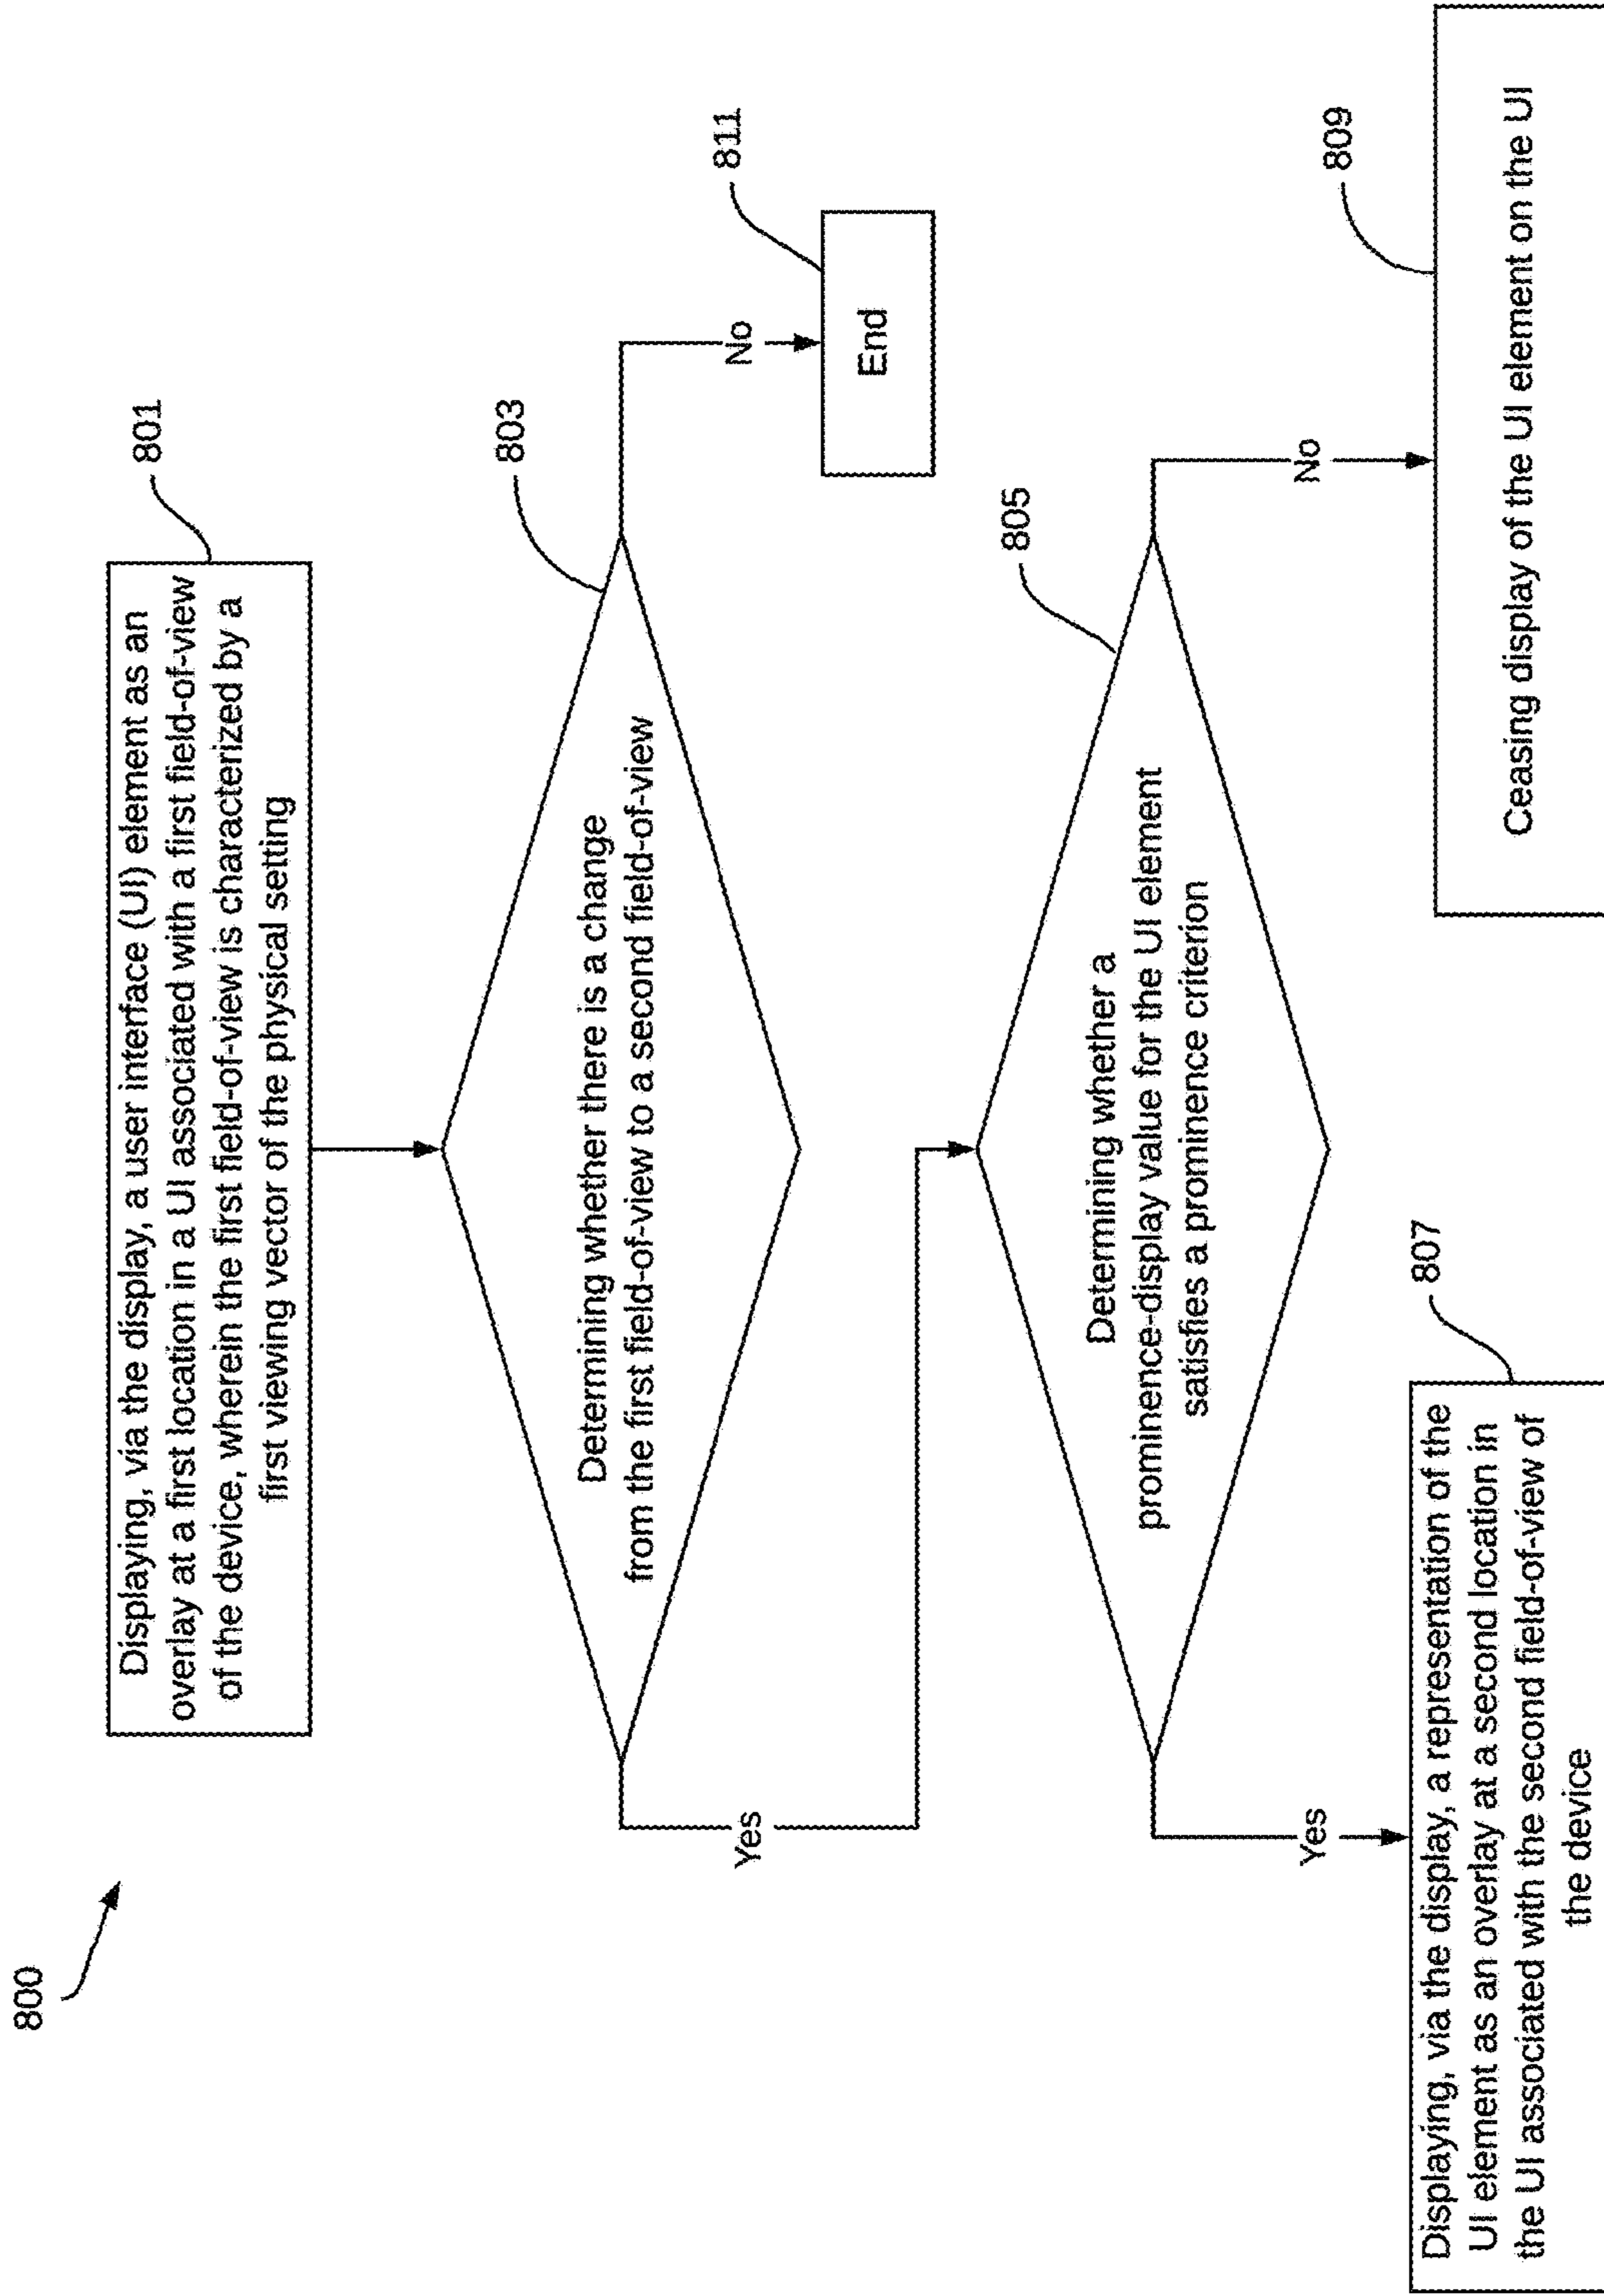 800
801
Displaying, via the display, a user interface (UI) element as an
overlay at a first location in a UI associated with a first field-of-view
of the device, wherein the first field-of-view is characterized by a
first viewing vector of the physical setting
803
Determining whether there is a change
from the first field-of-view to a second field-of-view
Yes
No
811
End
805
Determining whether a
prominence-display value for the UI element
satisfies a prominence criterion
Yes
No
807
Displaying, via the display, a representation of the
UI element as an overlay at a second location in
the UI associated with the second field-of-view of
the device
809
Ceasing display of the UI element on the UI